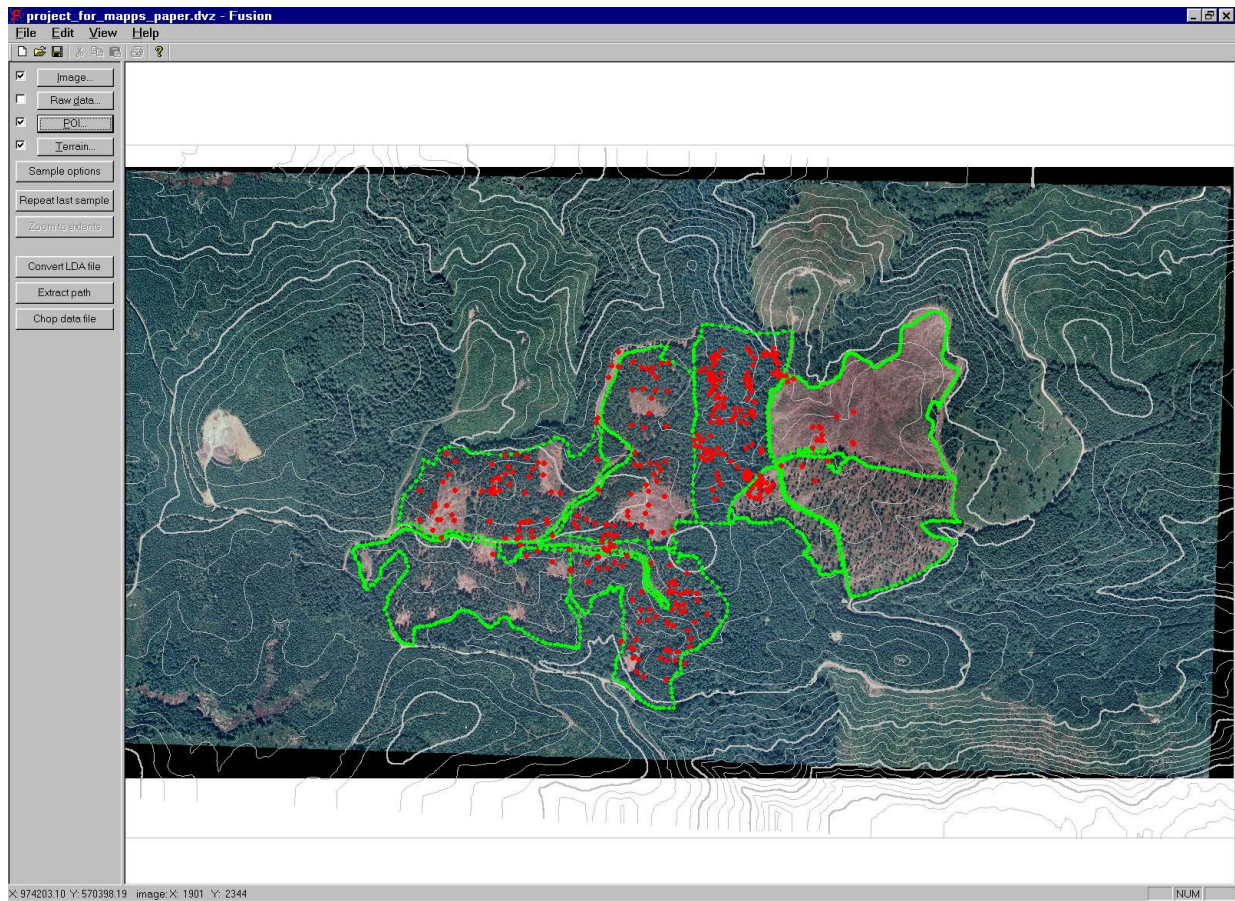 project_for_mapps_paper.dvz - Fusion
File Edit View Help
Image...
Raw data...
POI...
Terrain...
Sample options
Repeat last sample
Zoom to extents
Convert LDA file
Extract path
Chop data file
X: 974203.10 Y: 570398.19 image: X: 1901 Y: 2344
NUM